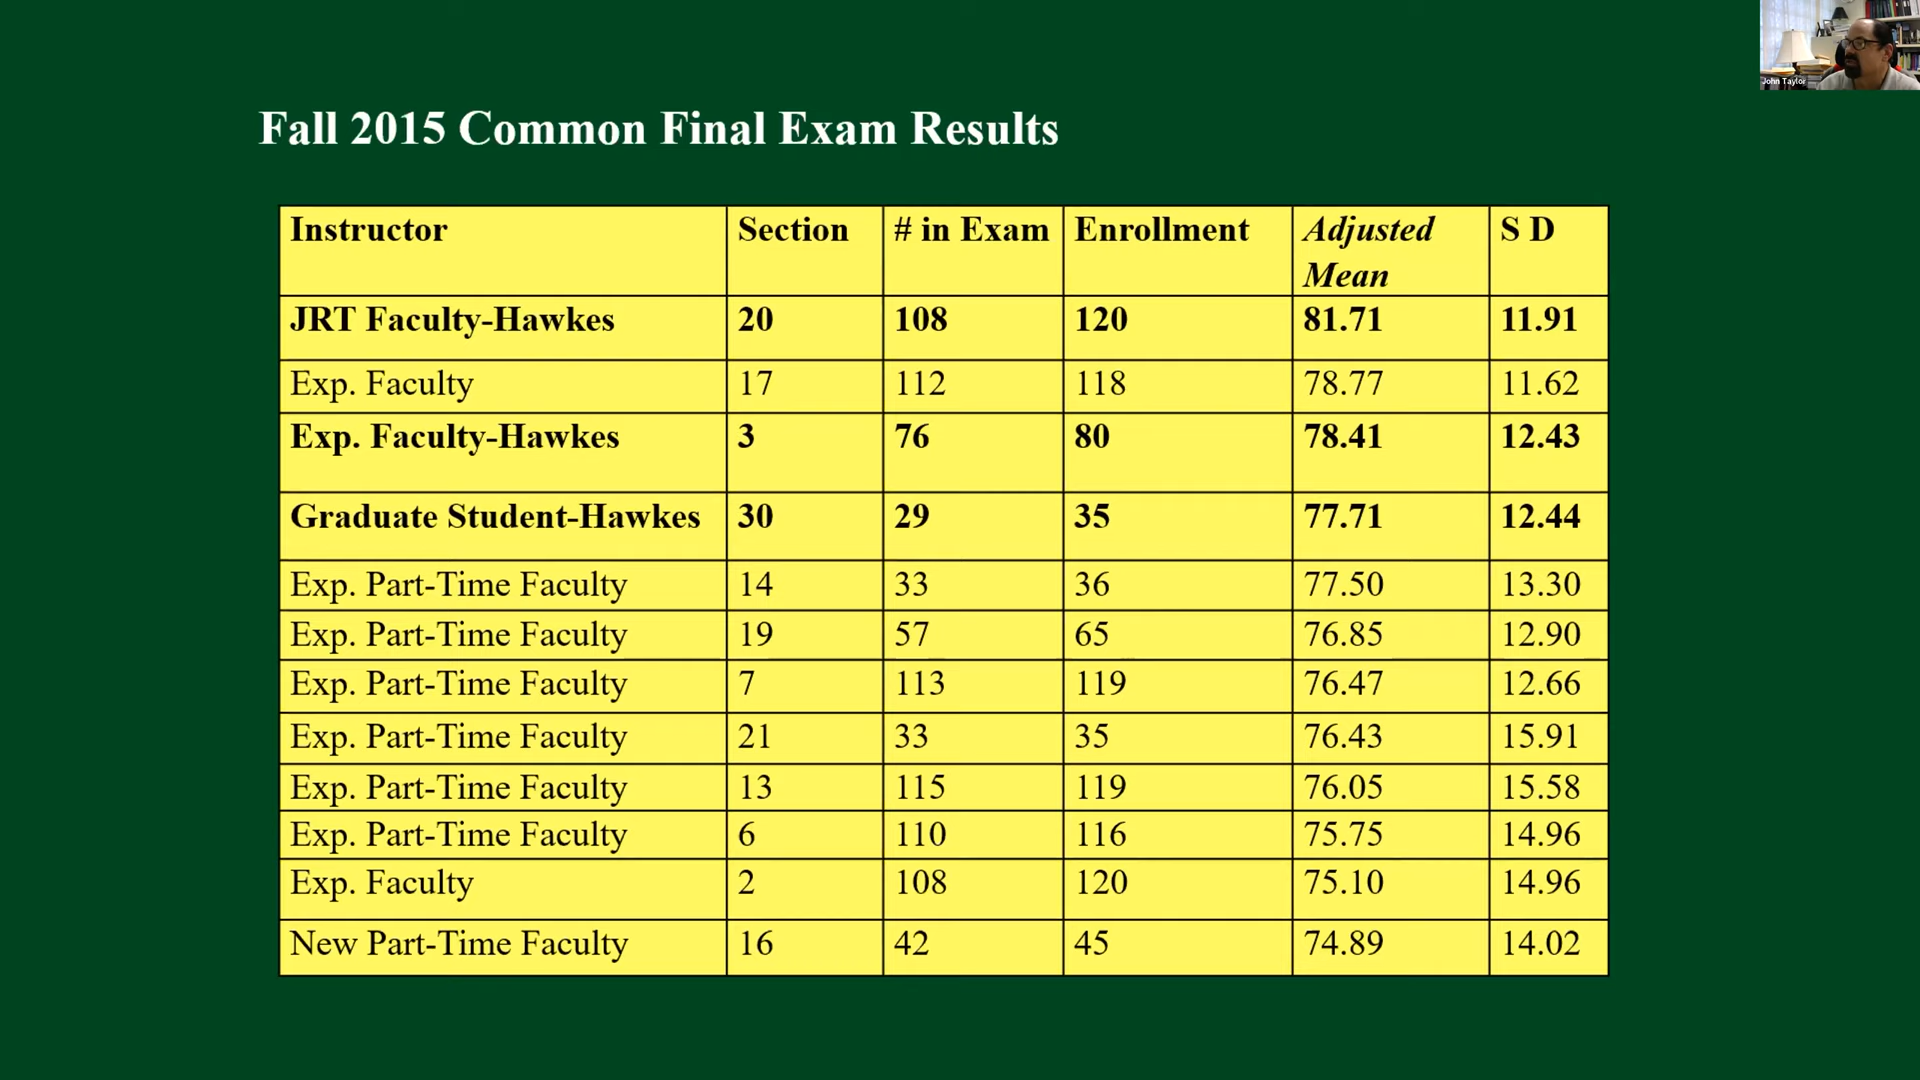 John Taylor
Fall 2015 Common Final Exam Results
Instructor Section # in Exam Enrollment Adjusted Mean S D
JRT Faculty-Hawkes 20 108 120 81.71 11.91
Exp. Faculty 17 112 118 78.77 11.62
Exp. Faculty-Hawkes 3 76 80 78.41 12.43
Graduate Student-Hawkes 30 29 35 77.71 12.44
Exp. Part-Time Faculty 14 33 36 77.50 13.30
Exp. Part-Time Faculty 19 57 65 76.85 12.90
Exp. Part-Time Faculty 7 113 119 76.47 12.66
Exp. Part-Time Faculty 21 33 35 76.43 15.91
Exp. Part-Time Faculty 13 115 119 76.05 15.58
Exp. Part-Time Faculty 6 110 116 75.75 14.96
Exp. Faculty 2 108 120 75.10 14.96
New Part-Time Faculty 16 42 45 74.89 14.02